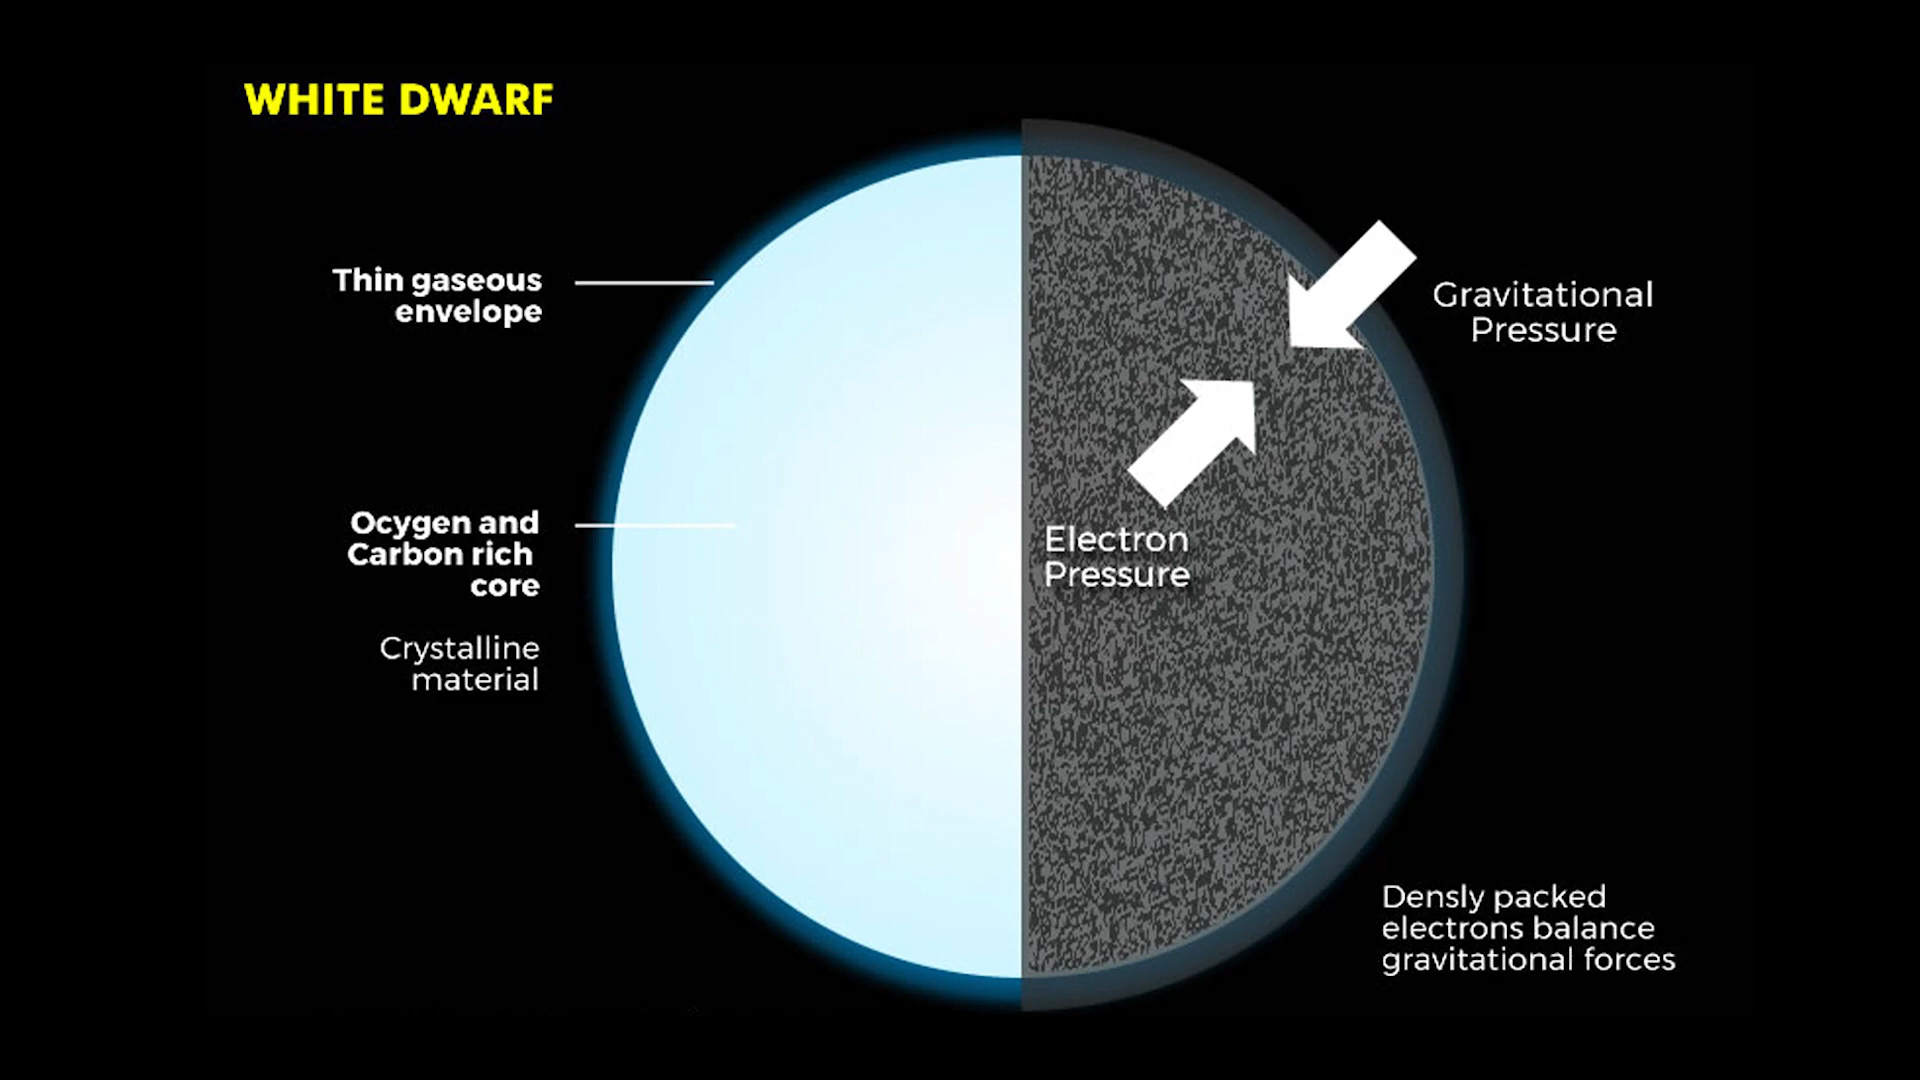 WHITE DWARF
Thin gaseous
envelope
Ocygen and
Carbon rich
core
Crystalline
material
Gravitational
Pressure
Electron
Pressure
Densly packed
electrons balance
gravitational forces